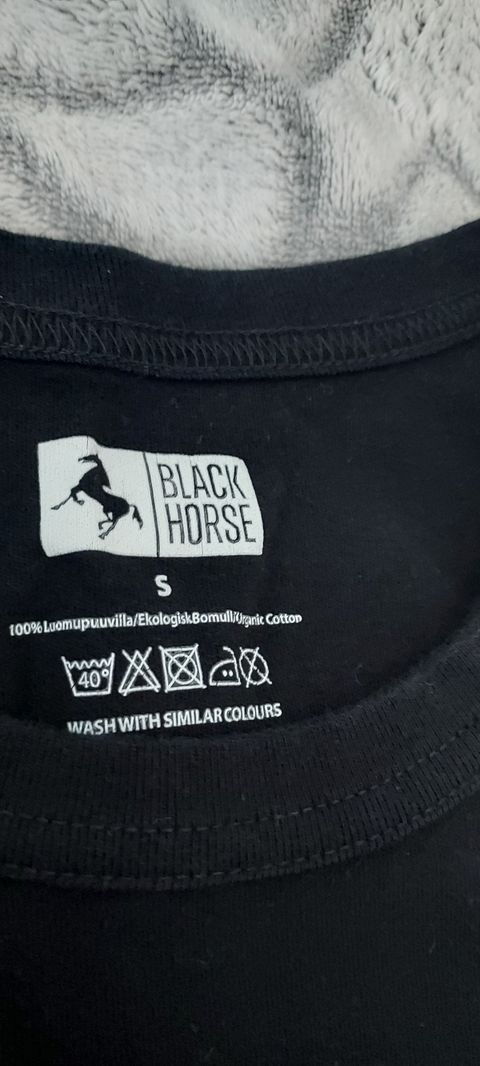 BLACK
HORSE
S
100% Luomupuuvilla/EkologiskBomull/Organic Cotton
40°
WASH WITH SIMILAR COLOURS